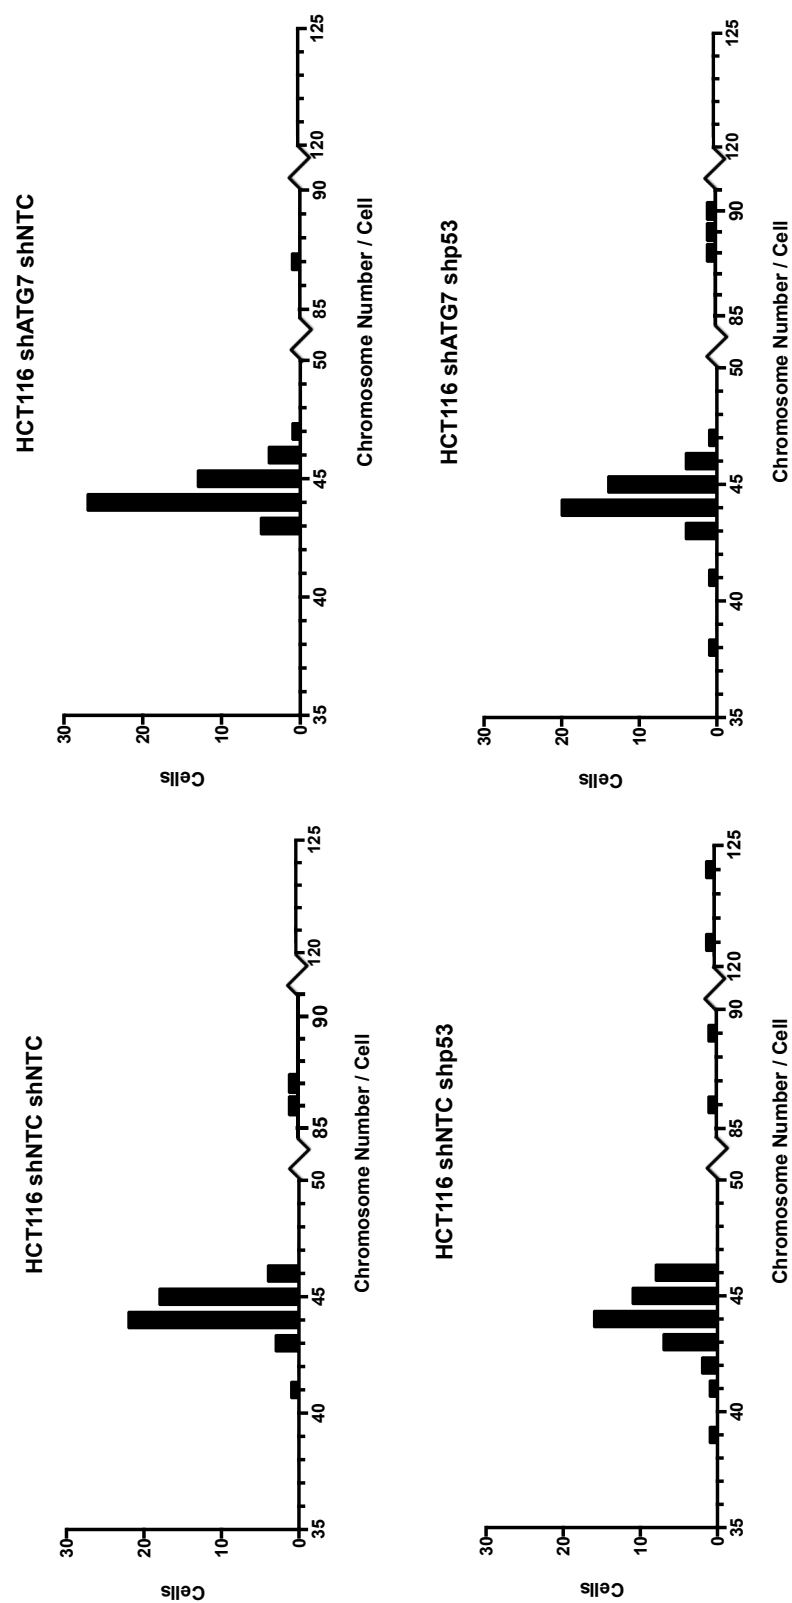 HCT116 shNTC shNTC
Cells
30
20
10
0
35 40 45 50 85 90 120 125
Chromosome Number / Cell
HCT116 shATG7 shNTC
Cells
30
20
10
0
35 40 45 50 85 90 120 125
Chromosome Number / Cell
HCT116 shNTC shp53
Cells
30
20
10
0
35 40 45 50 85 90 120 125
Chromosome Number / Cell
HCT116 shATG7 shp53
Cells
30
20
10
0
35 40 45 50 85 90 120 125
Chromosome Number / Cell